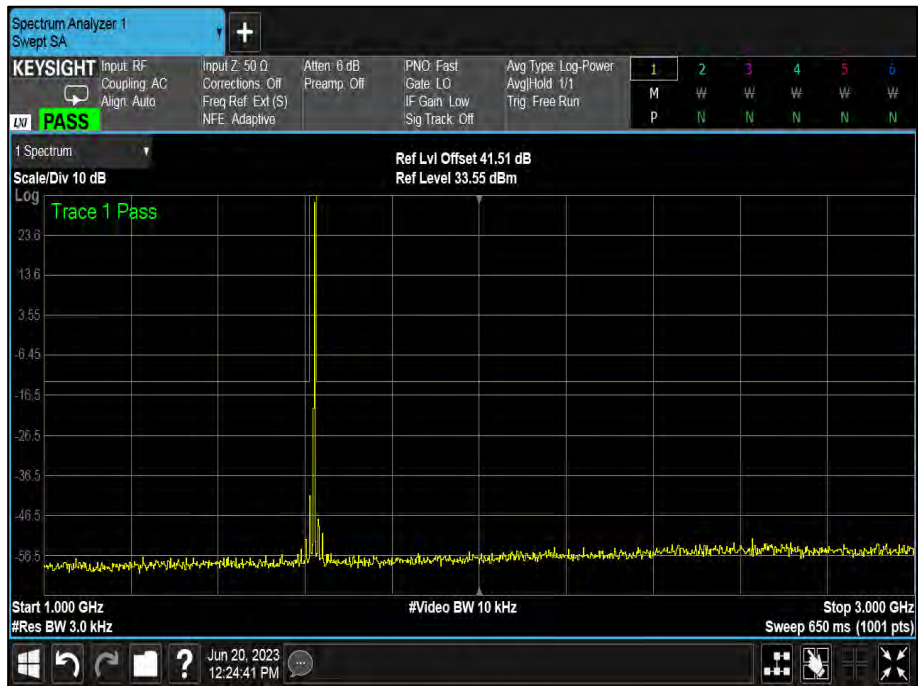 Spectrum Analyzer 1
Swept SA
KEYSIGHT
LXI PASS
Input: RF
Coupling: AC
Align: Auto
Input Z: 50 Ω
Corrections: Off
Freq Ref: Ext (S)
NFE: Adaptive
Atten: 6 dB
Preamp: Off
PNO: Fast
Gate: LO
IF Gain: Low
Sig Track: Off
Avg Type: Log-Power
Avg|Hold: 1/1
Trig: Free Run
1 2 3 4 5 6
M W W W W W
P N N N N N
1 Spectrum
Scale/Div 10 dB
Ref Lvl Offset 41.51 dB
Ref Level 33.55 dBm
Log
Trace 1 Pass
23.6
13.6
3.55
-6.45
-16.5
-26.5
-36.5
-46.5
-56.5
Start 1.000 GHz
#Res BW 3.0 kHz
#Video BW 10 kHz
Stop 3.000 GHz
Sweep 650 ms (1001 pts)
?
Jun 20, 2023
12:24:41 PM